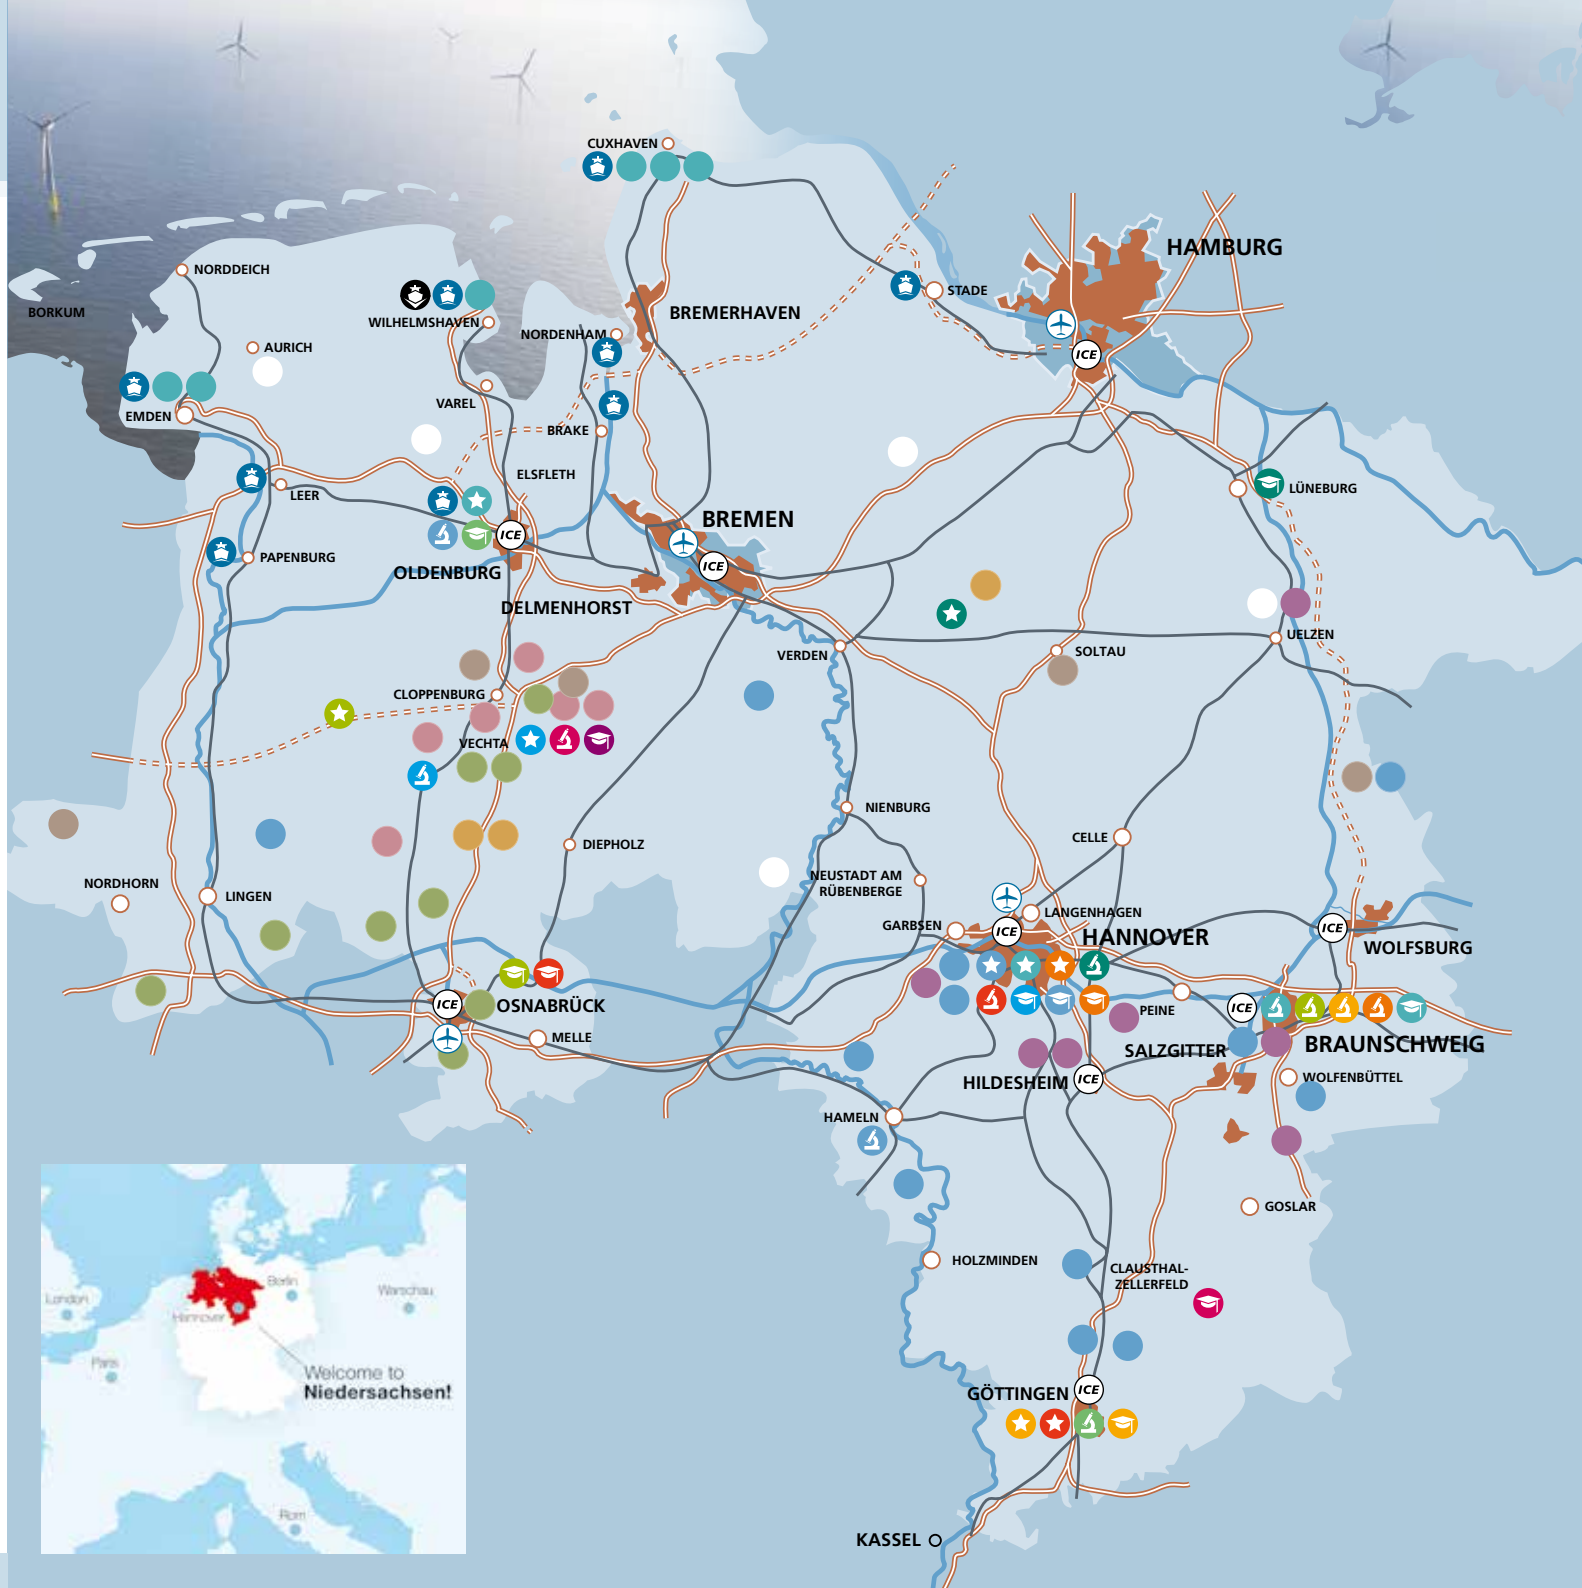 CUXHAVEN
HAMBURG
NORDDEICH
STADE
BORKUM
BREMERHAVEN
WILHELMSHAVEN
NORDENHAM
AURICH
ICE
VAREL
EMDEN
BRAKE
ELSFLETH
LEER
LÜNEBURG
BREMEN
ICE
PAPENBURG
ICE
OLDENBURG
DELMENHORST
UELZEN
VERDEN
SOLTAU
CLOPPENBURG
VECHTA
NIENBURG
CELLE
DIEPHOLZ
NEUSTADT AM
RÜBENBERGE
NORDHORN
LINGEN
LANGENHAGEN
GARBSEN
ICE
HANNOVER
ICE
WOLFSBURG
ICE
OSNABRÜCK
PEINE
ICE
MELLE
SALZGITTER
BRAUNSCHWEIG
HILDESHEIM
ICE
WOLFENBÜTTEL
HAMELN
GOSLAR
HOLZMINDEN
CLAUSTHAL-
ZELLERFELD
Berlin
Warschau
London
Hannover
Paris
Welcome to
Niedersachsen!
GÖTTINGEN
ICE
Rom
KASSEL